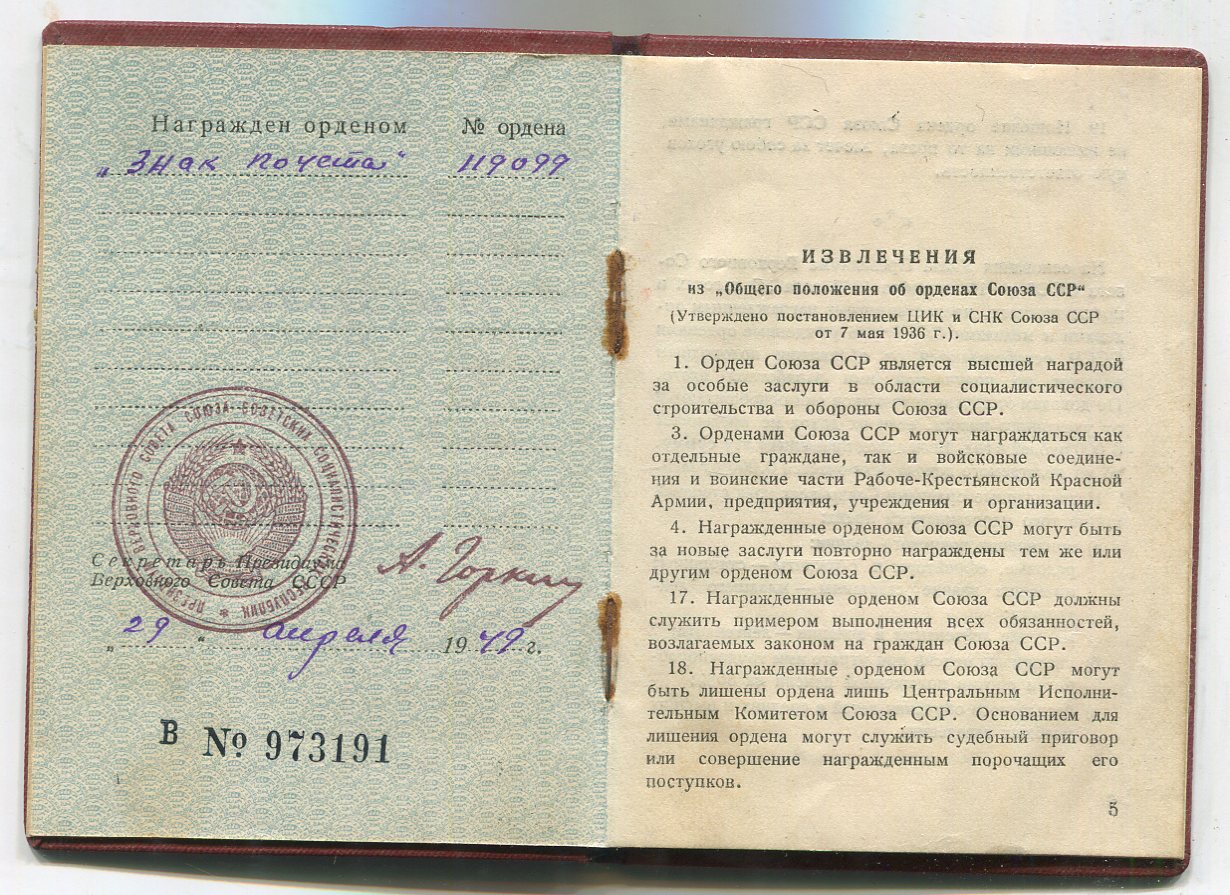 Награжден орденом № ордена
„Знак почета“ 119099
ПРЕЗИДИУМ ВЕРХОВНОГО СОВЕТА СОЮЗА СОВЕТСКИХ СОЦИАЛИСТИЧЕСКИХ РЕСПУБЛИК
Секретарь Президиума
Верховного Совета СССР
А. Горкин
„29“ апреля 1949 г.
В № 973191
ИЗВЛЕЧЕНИЯ
из „Общего положения об орденах Союза ССР“
(Утверждено постановлением ЦИК и СНК Союза ССР
от 7 мая 1936 г.).
1. Орден Союза ССР является высшей наградой
за особые заслуги в области социалистического
строительства и обороны Союза ССР.
3. Орденами Союза ССР могут награждаться как
отдельные граждане, так и войсковые соедине-
ния и воинские части Рабоче-Крестьянской Красной
Армии, предприятия, учреждения и организации.
4. Награжденные орденом Союза ССР могут быть
за новые заслуги повторно награждены тем же или
другим орденом Союза ССР.
17. Награжденные орденом Союза ССР должны
служить примером выполнения всех обязанностей,
возлагаемых законом на граждан Союза ССР.
18. Награжденные орденом Союза ССР могут
быть лишены ордена лишь Центральным Исполни-
тельным Комитетом Союза ССР. Основанием для
лишения ордена могут служить судебный приговор
или совершение награжденным порочащих его
поступков.
5